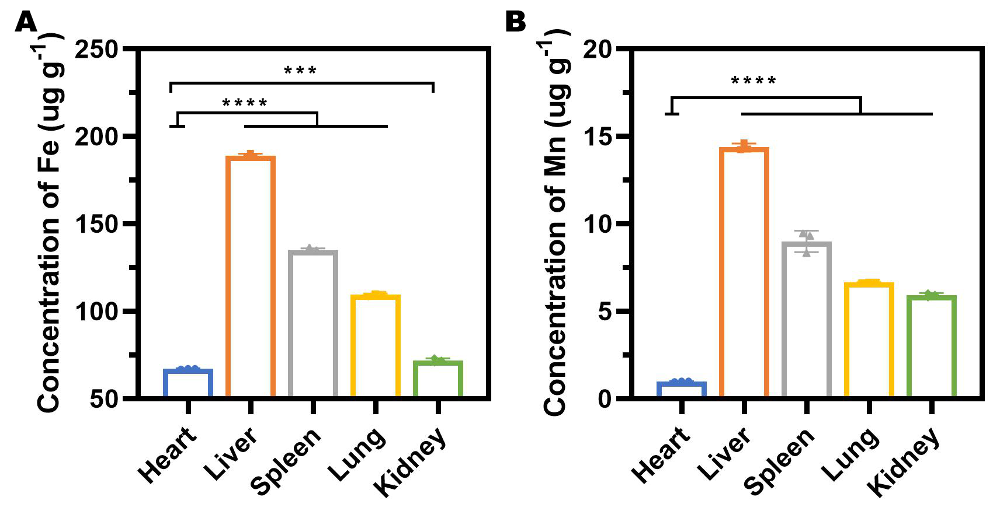 A
Concentration of Fe (ug g⁻¹)
250
200
150
100
50
***
****
Heart
Liver
Spleen
Lung
Kidney
B
Concentration of Mn (ug g⁻¹)
20
15
10
5
0
****
Heart
Liver
Spleen
Lung
Kidney